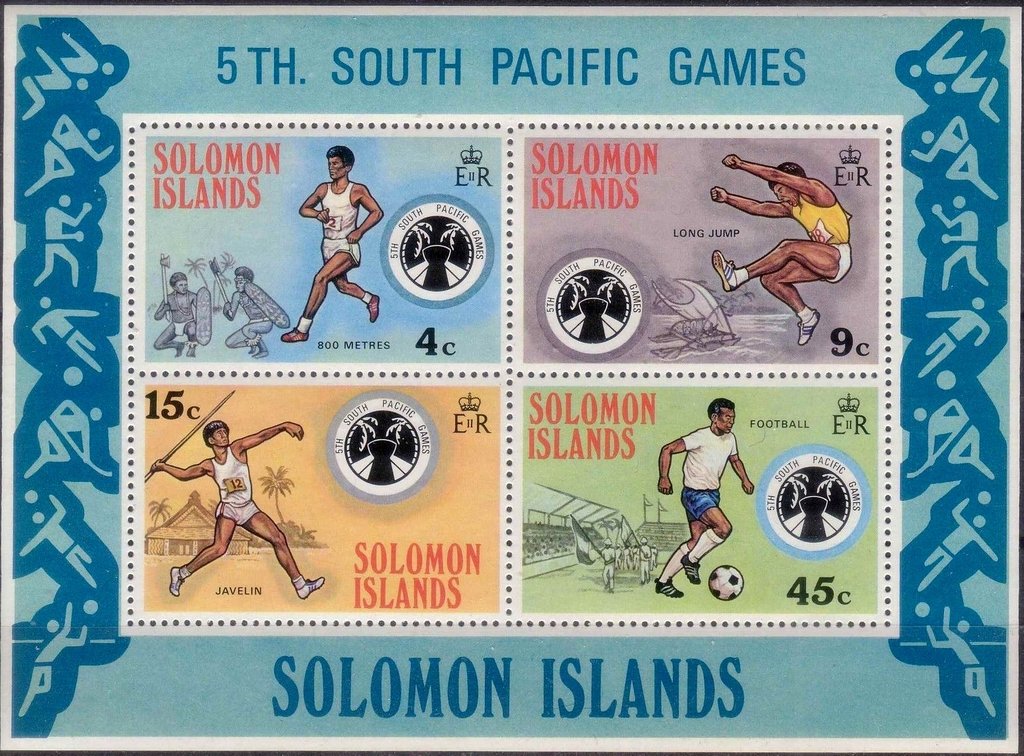 5TH. SOUTH PACIFIC GAMES
SOLOMON
ISLANDS
EIIR
5TH SOUTH PACIFIC GAMES
800 METRES
4c
SOLOMON
ISLANDS
EIIR
LONG JUMP
5TH SOUTH PACIFIC GAMES
9c
15c
5TH SOUTH PACIFIC GAMES
EIIR
12
SOLOMON
ISLANDS
JAVELIN
SOLOMON
ISLANDS
FOOTBALL
EIIR
5TH SOUTH PACIFIC GAMES
45c
SOLOMON ISLANDS